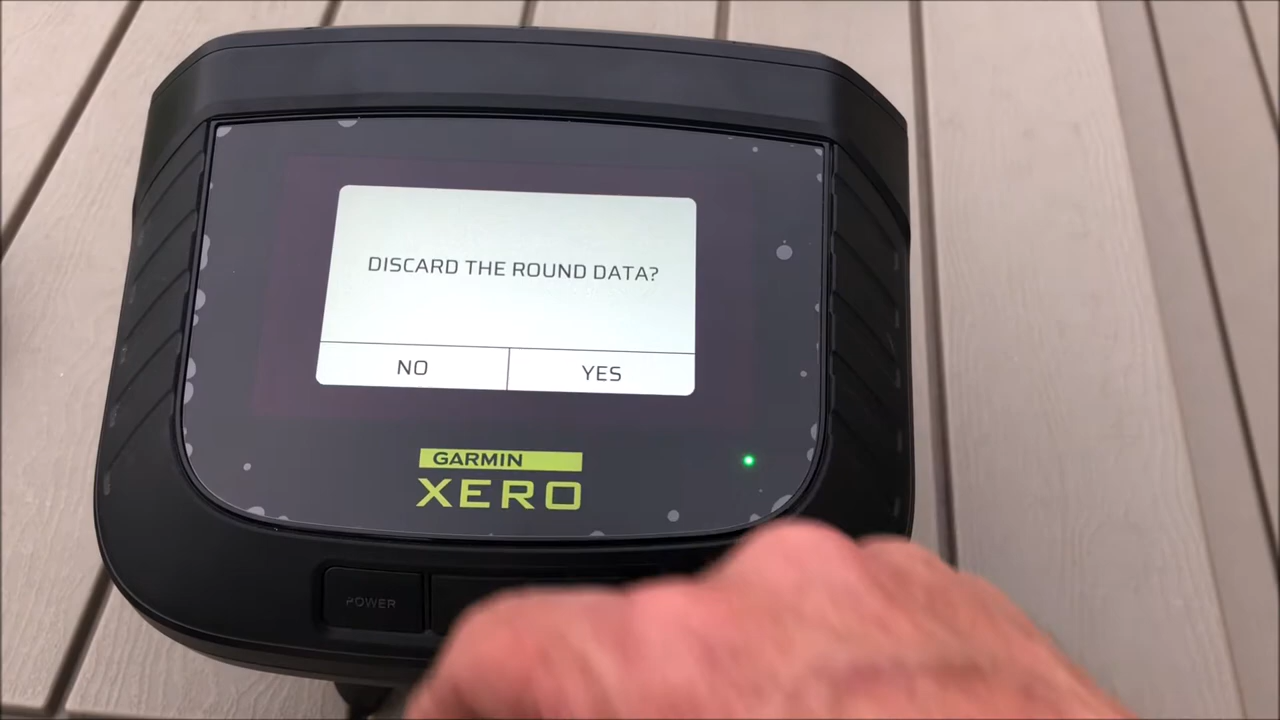 DISCARD THE ROUND DATA?
NO YES
GARMIN
XERO
POWER